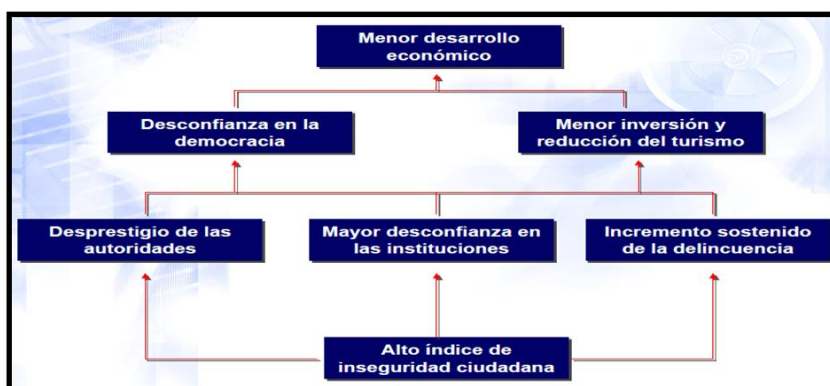 Menor desarrollo
económico
Desconfianza en la
democracia
Menor inversión y
reducción del turismo
Desprestigio de las
autoridades
Mayor desconfianza en
las instituciones
Incremento sostenido
de la delincuencia
Alto índice de
inseguridad ciudadana